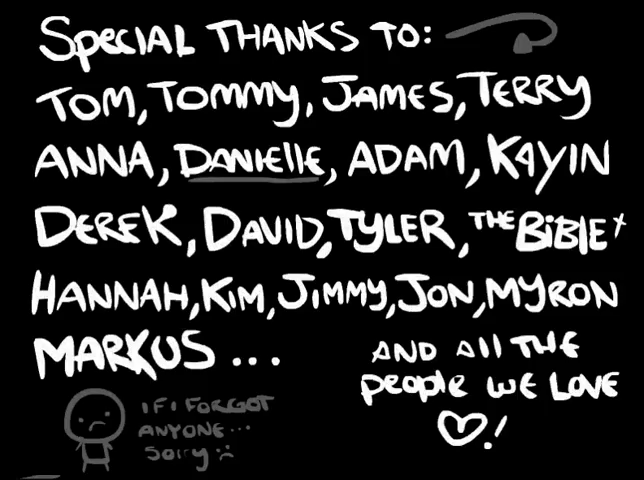 SPECIAL THANKS TO:
TOM, TOMMY, JAMES, TERRY
ANNA, DANIELLE, ADAM, KAYIN
DEREK, DAVID, TYLER, THE BIBLE
HANNAH, KIM, JIMMY, JON, MYRON
MARKUS ...
AND All THE
people WE LOVE
♡!
IF I FORGOT
ANYONE...
Sorry :(